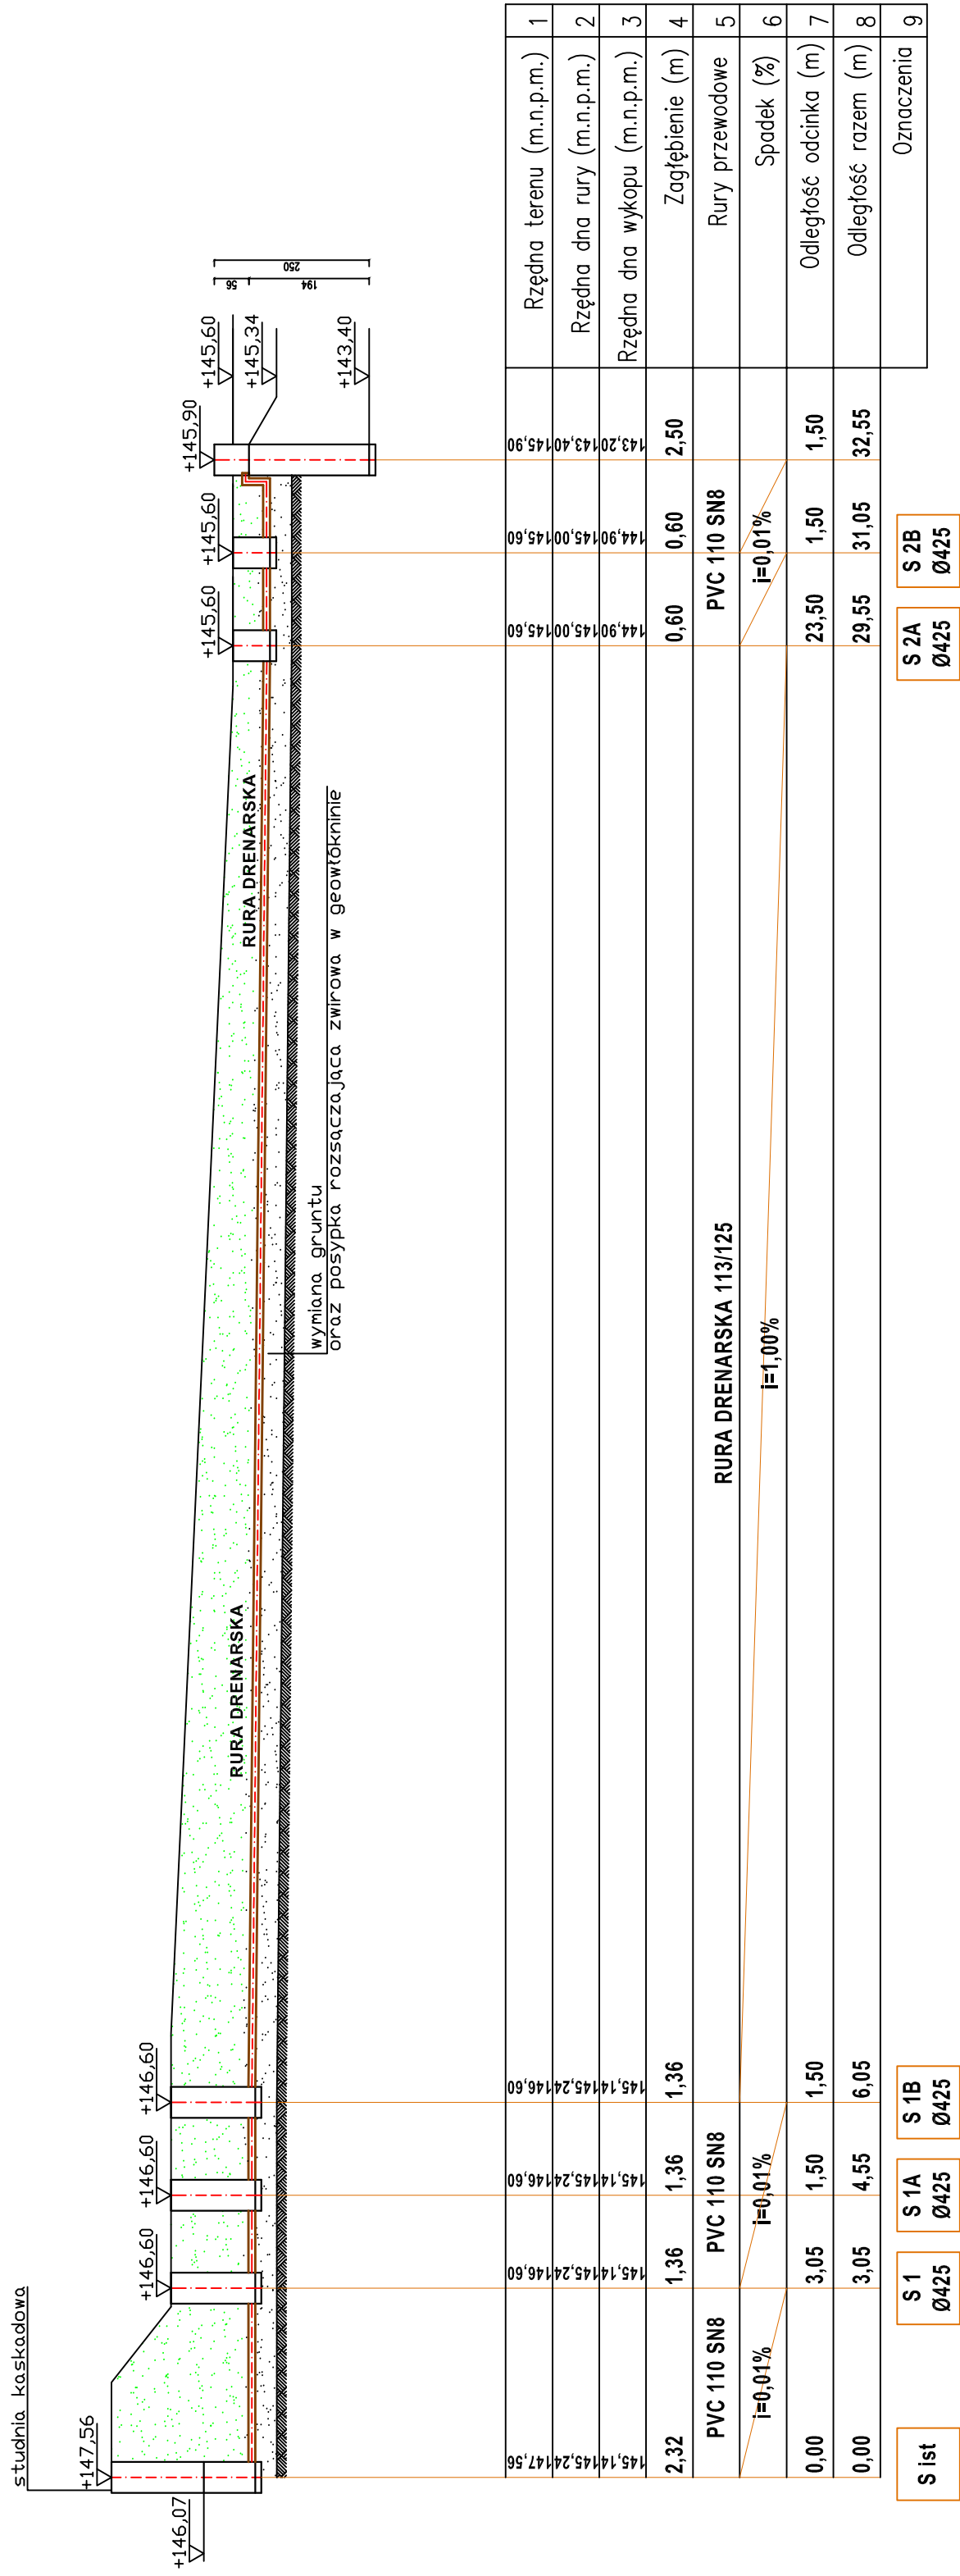 studnia kaskadowa
+147,56
+146,07
+146,60
+146,60
+146,60
+145,60
+145,60
+145,90
+145,60
+145,34
+143,40
56
194
250
RURA DRENARSKA
RURA DRENARSKA
wymiana gruntu
oraz posypka rozsączająca zwirowa w geowłokninie
147,56 146,60 146,60 146,60 145,60 145,60 145,90 Rzędna terenu (m.n.p.m.) 1
145,24 145,24 145,24 145,24 145,00 145,00 143,40 Rzędna dna rury (m.n.p.m.) 2
145,14 145,14 145,14 145,14 144,90 144,90 143,20 Rzędna dna wykopu (m.n.p.m.) 3
2,32 1,36 1,36 1,36 0,60 0,60 2,50 Zagłębienie (m) 4
PVC 110 SN8 PVC 110 SN8 RURA DRENARSKA 113/125 PVC 110 SN8 Rury przewodowe 5
i=0,01% i=0,01% i=1,00% i=0,01% Spadek (%) 6
0,00 3,05 1,50 1,50 23,50 1,50 1,50 Odległość odcinka (m) 7
0,00 3,05 4,55 6,05 29,55 31,05 32,55 Odległość razem (m) 8
Oznaczenia 9
S ist
S 1
Ø425
S 1A
Ø425
S 1B
Ø425
S 2A
Ø425
S 2B
Ø425